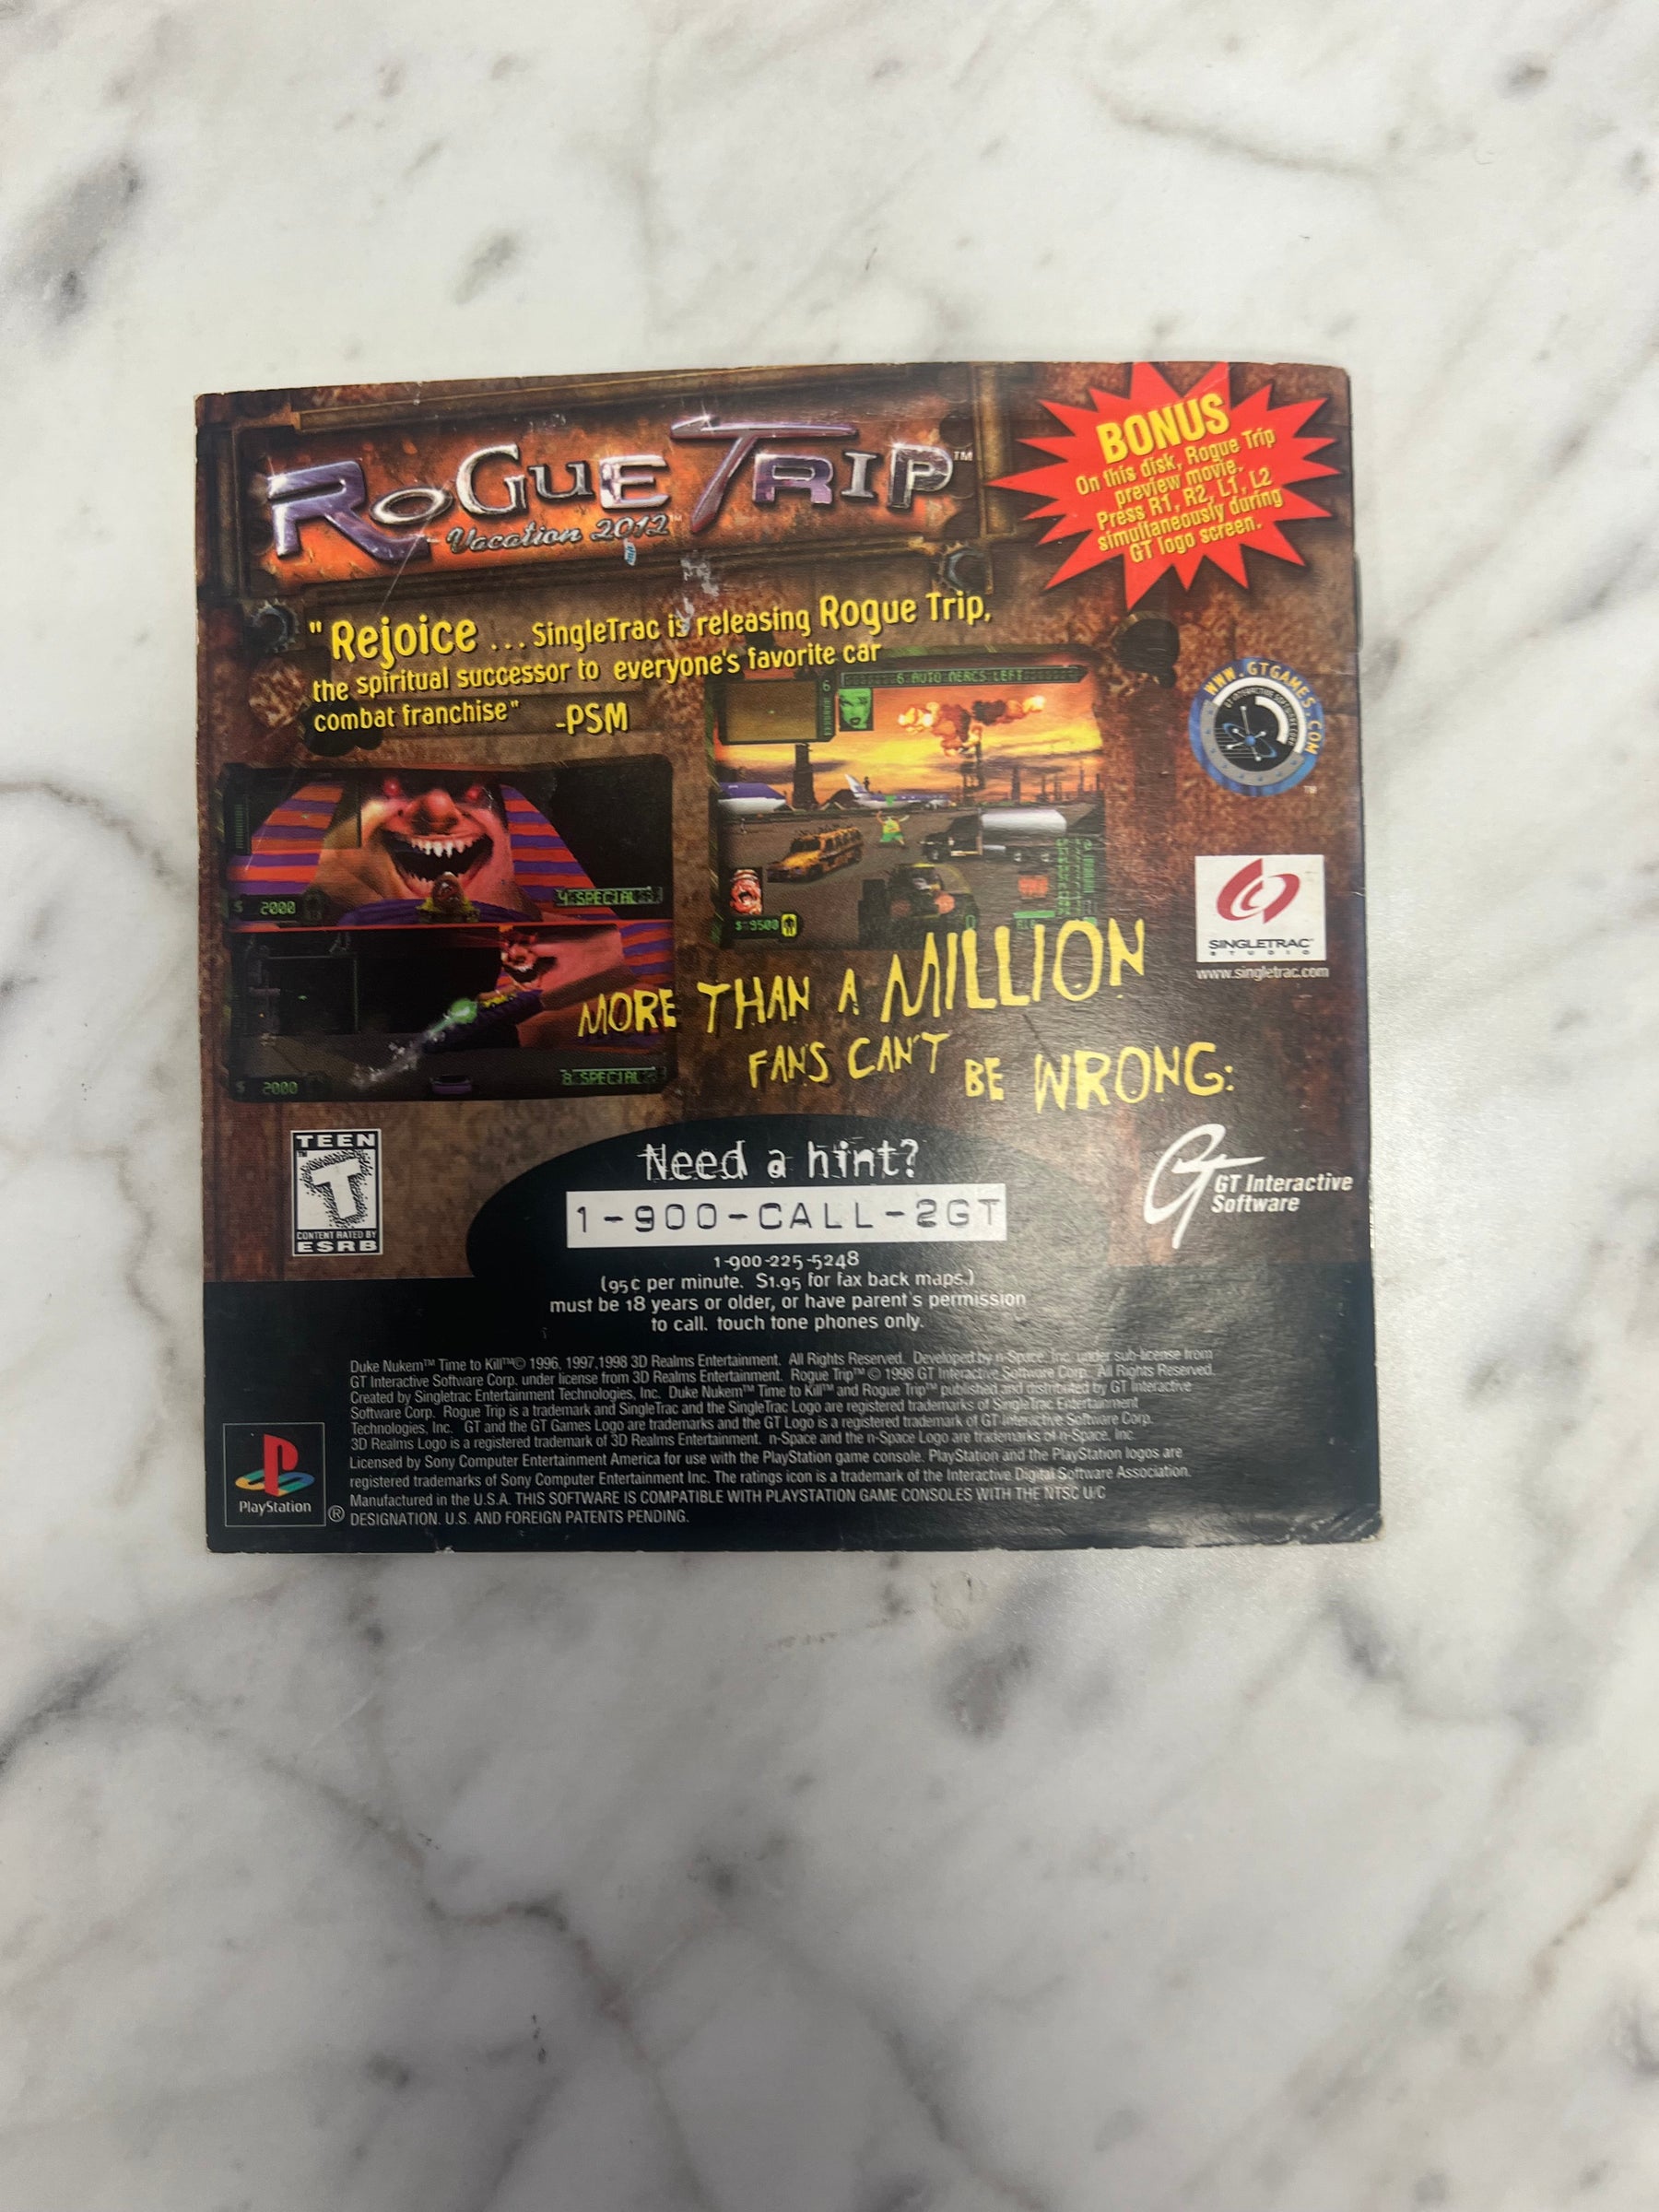 ROGUE TRIP™
Vacation 2012™
BONUS
On this disk, Rogue Trip
preview movie.
Press R1, R2, L1, L2
simultaneously during
GT logo screen.
"Rejoice ... SingleTrac is releasing Rogue Trip,
the spiritual successor to everyone's favorite car
combat franchise" -PSM
6 AUTO MERCS LEFT
6
WWW.GTGAMES.COM
TM
$ 2000
4 SPECIAL
$ 9500
SINGLETRAC
STUDIO
www.singletrac.com
MORE THAN A MILLION
FANS CAN'T BE WRONG:
$ 2000
8 SPECIAL
TEEN
T
CONTENT RATED BY
ESRB
Need a hint?
1-900-CALL-2GT
1-900-225-5248
(95¢ per minute. $1.95 for fax back maps.)
must be 18 years or older, or have parent's permission
to call. touch tone phones only.
GT Interactive
Software
Duke Nukem™ Time to Kill™© 1996, 1997,1998 3D Realms Entertainment. All Rights Reserved. Developed by n-Space, Inc. under sub-license from
GT Interactive Software Corp. under license from 3D Realms Entertainment. Rogue Trip™ © 1998 GT Interactive Software Corp. All Rights Reserved.
Created by Singletrac Entertainment Technologies, Inc. Duke Nukem™ Time to Kill™ and Rogue Trip™ published and distributed by GT Interactive
Software Corp. Rogue Trip is a trademark and SingleTrac and the SingleTrac Logo are registered trademarks of SingleTrac Entertainment
Technologies, Inc. GT and the GT Games Logo are trademarks and the GT Logo is a registered trademark of GT Interactive Software Corp.
3D Realms Logo is a registered trademark of 3D Realms Entertainment. n-Space and the n-Space Logo are trademarks of n-Space, Inc.
Licensed by Sony Computer Entertainment America for use with the PlayStation game console. PlayStation and the PlayStation logos are
registered trademarks of Sony Computer Entertainment Inc. The ratings icon is a trademark of the Interactive Digital Software Association.
Manufactured in the U.S.A. THIS SOFTWARE IS COMPATIBLE WITH PLAYSTATION GAME CONSOLES WITH THE NTSC U/C
DESIGNATION. U.S. AND FOREIGN PATENTS PENDING.
PlayStation
®